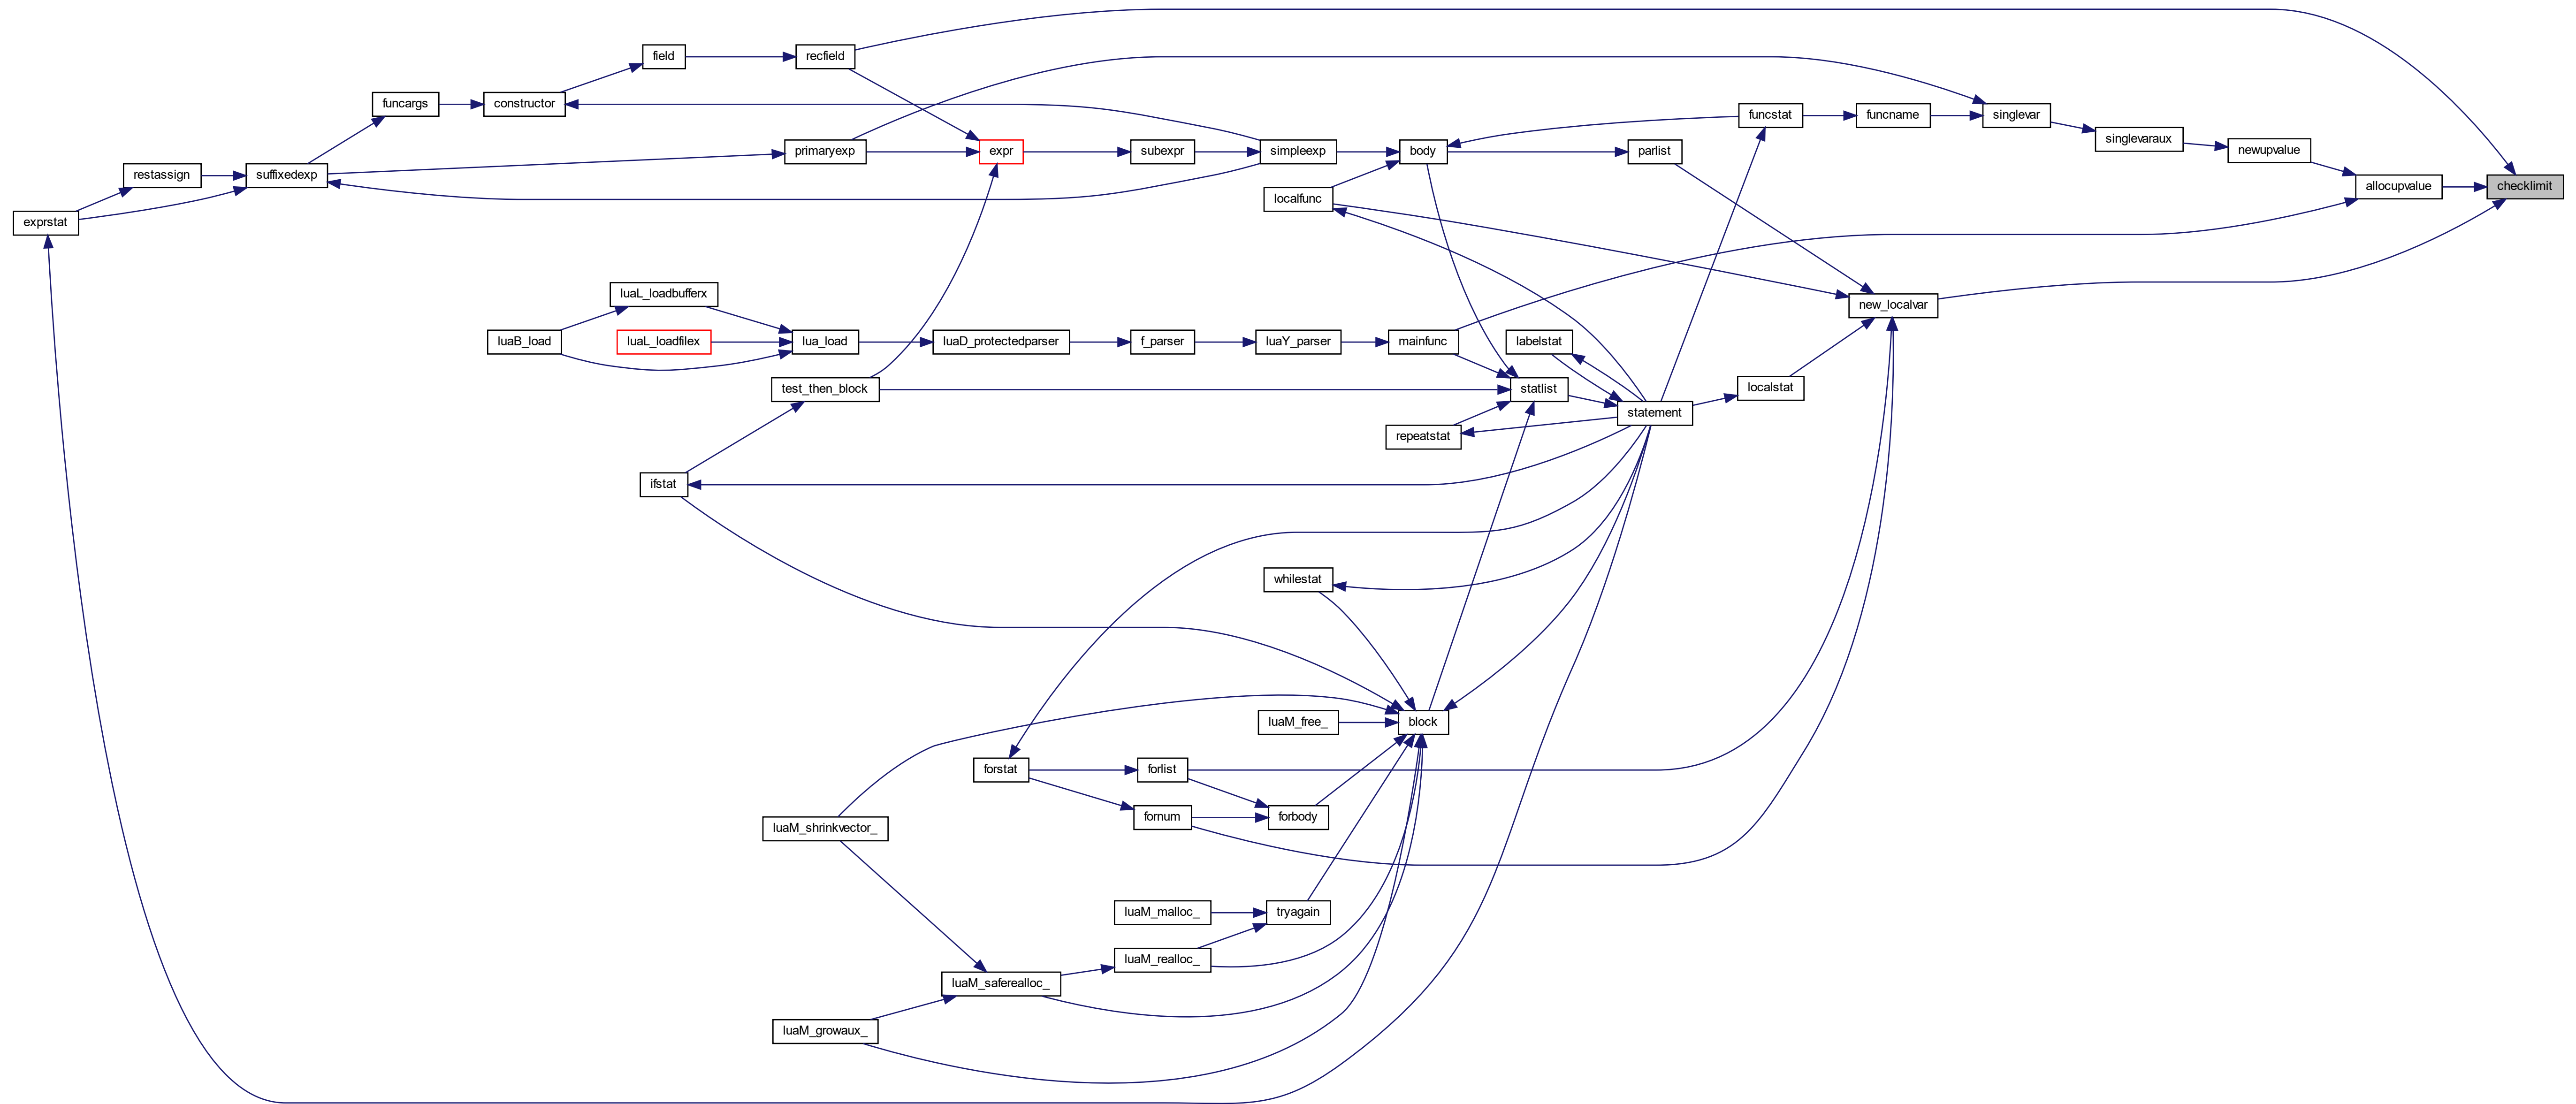 field
recfield
funcargs
constructor
funcstat
funcname
singlevar
singlevaraux
newupvalue
primaryexp
expr
subexpr
simpleexp
body
parlist
restassign
suffixedexp
allocupvalue
checklimit
localfunc
exprstat
luaL_loadbufferx
new_localvar
luaB_load
luaL_loadfilex
lua_load
luaD_protectedparser
f_parser
luaY_parser
mainfunc
labelstat
test_then_block
statlist
localstat
statement
repeatstat
ifstat
whilestat
luaM_free_
block
forstat
forlist
fornum
forbody
luaM_shrinkvector_
luaM_malloc_
tryagain
luaM_realloc_
luaM_saferealloc_
luaM_growaux_